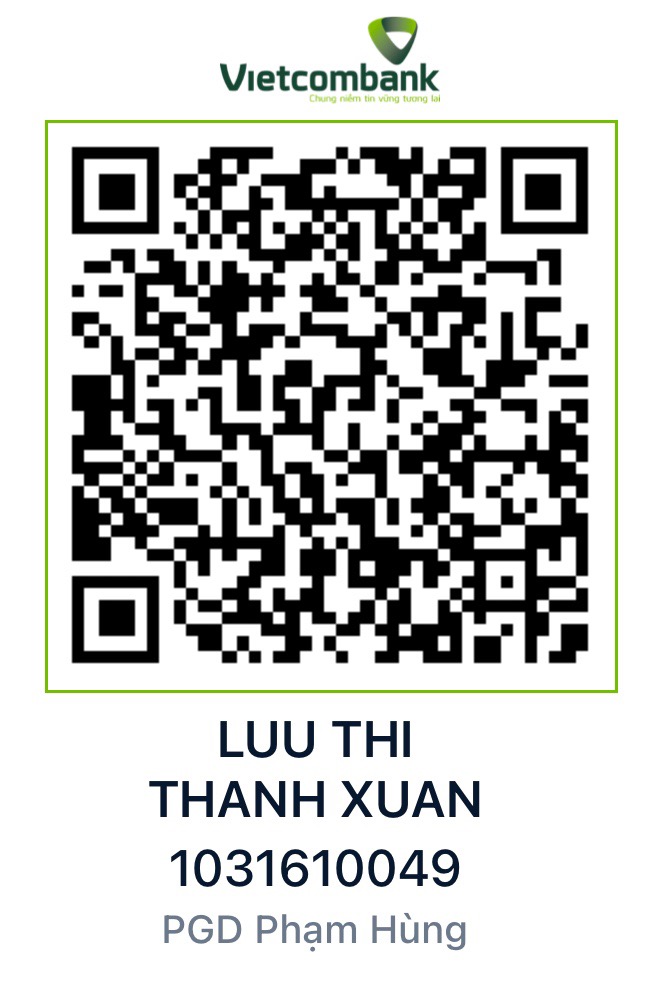 Vietcombank
Chung niềm tin vững tương lai
LUU THI
THANH XUAN
1031610049
PGD Phạm Hùng